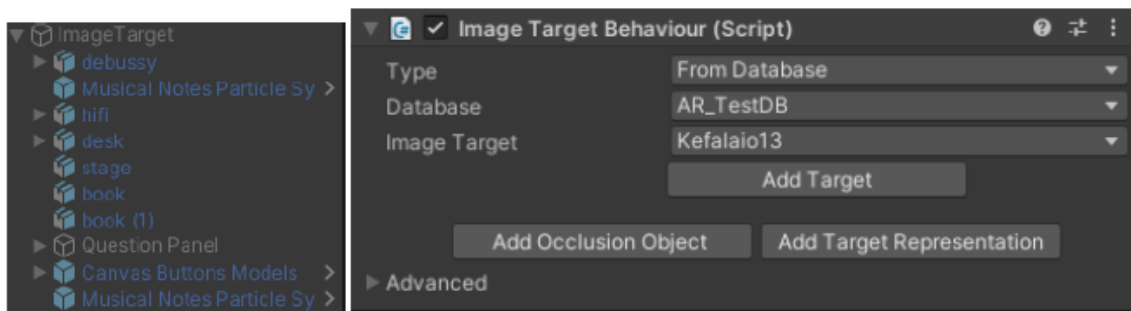 ImageTarget
debussy
Musical Notes Particle Sy
hifi
desk
stage
book
book (1)
Question Panel
Canvas Buttons Models
Musical Notes Particle Sy
Image Target Behaviour (Script)
Type From Database
Database AR_TestDB
Image Target Kefalaio13
Add Target
Add Occlusion Object Add Target Representation
Advanced